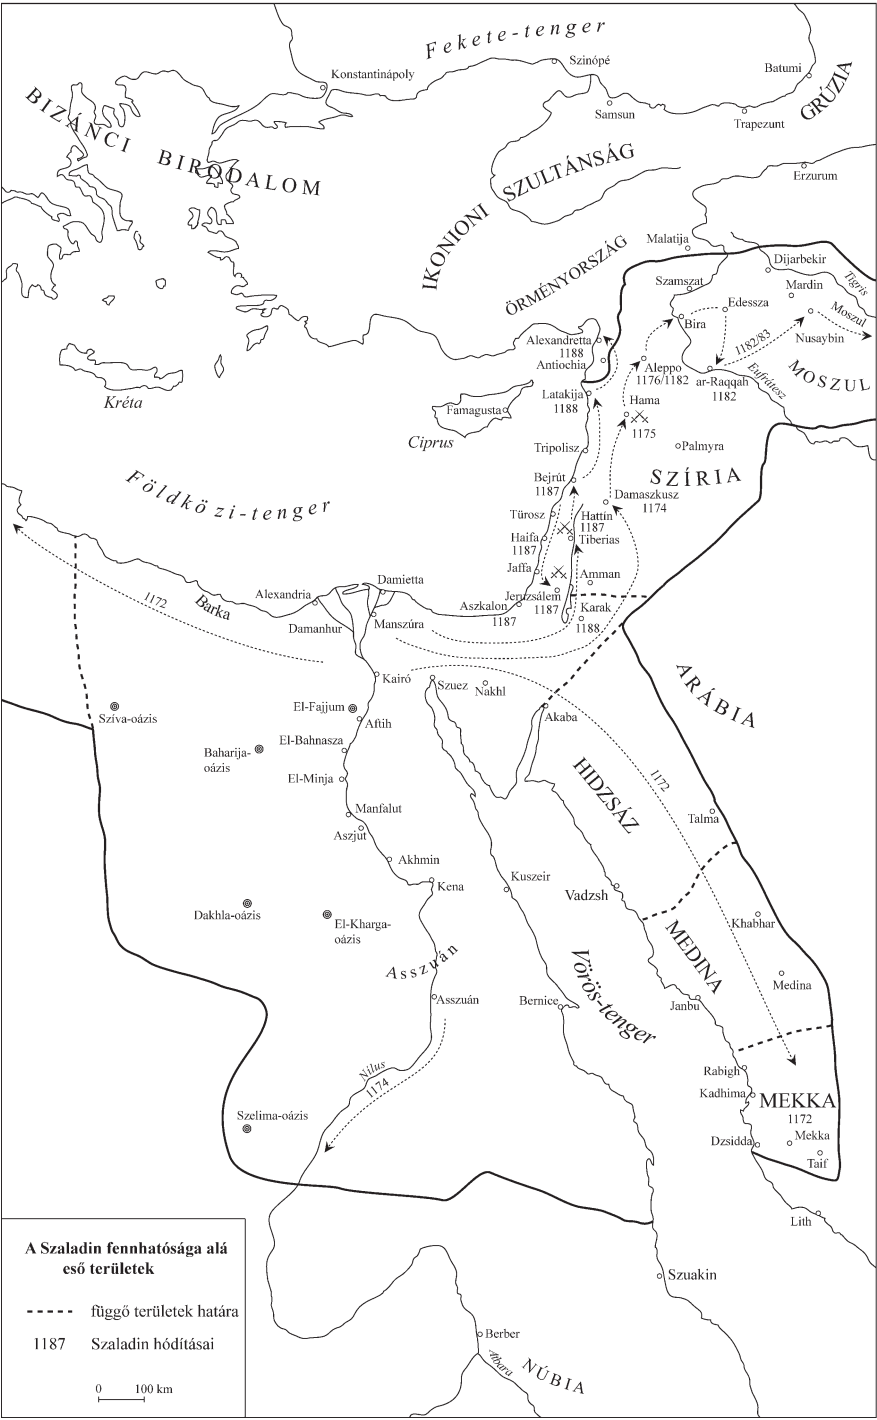 Fekete-tenger
Konstantinápoly
Szinópé
Batumi
GRÚZIA
BIZÁNCI BIRODALOM
Samsun
Trapezunt
IKONIONI SZULTÁNSÁG
Erzurum
ÖRMÉNYORSZÁG
Malatija
Dijarbekir
Szamszat
Mardin
Tigris
Edessza
Moszul
Bira
1182/83
Nusaybin
Alexandretta
1188
Antiochia
Aleppo
1176/1182
ar-Raqqah
1182
Eufrátesz
MOSZUL
Kréta
Latakija
1188
Famagusta
Ciprus
Hama
1175
Tripolisz
Palmyra
SZÍRIA
Földközi-tenger
Bejrút
1187
Damaszkusz
1174
Türosz
Hattín
1187
Haifa
1187
Tiberias
Jaffa
Amman
Jeruzsálem
1187
Aszkalon
1187
Karak
1188
1172
Barka
Alexandria
Damietta
Damanhur
Manszúra
Kairó
Szuez
Nakhl
Akaba
ARÁBIA
Szíva-oázis
El-Fajjum
Aftih
El-Bahnasza
Baharija-
oázis
El-Minja
HIDZSÁZ
1172
Manfalut
Aszjut
Talma
Akhmin
Kena
Kuszeir
Vadzsh
Dakhla-oázis
El-Kharga-
oázis
Khabhar
MEDINA
Asszuán
Asszuán
Vörös-tenger
Medina
Bernice
Janbu
Nilus
1174
Rabigh
Kadhima
MEKKA
1172
Szelima-oázis
Dzsidda
Mekka
Taif
Lith
Szuakin
Berber
Atbara
NÚBIA
A Szaladin fennhatósága alá
eső területek
függő területek határa
1187 Szaladin hódításai
0 100 km